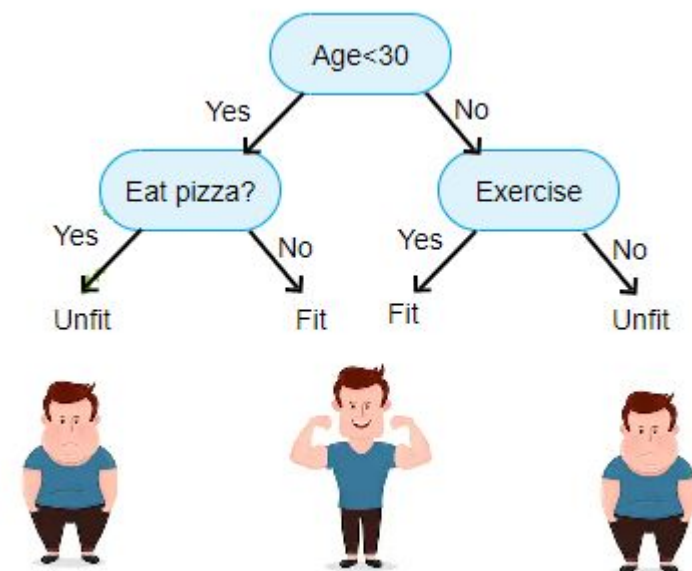 Age<30
Yes
No
Eat pizza?
Exercise
Yes
No
Yes
No
Unfit
Fit
Fit
Unfit